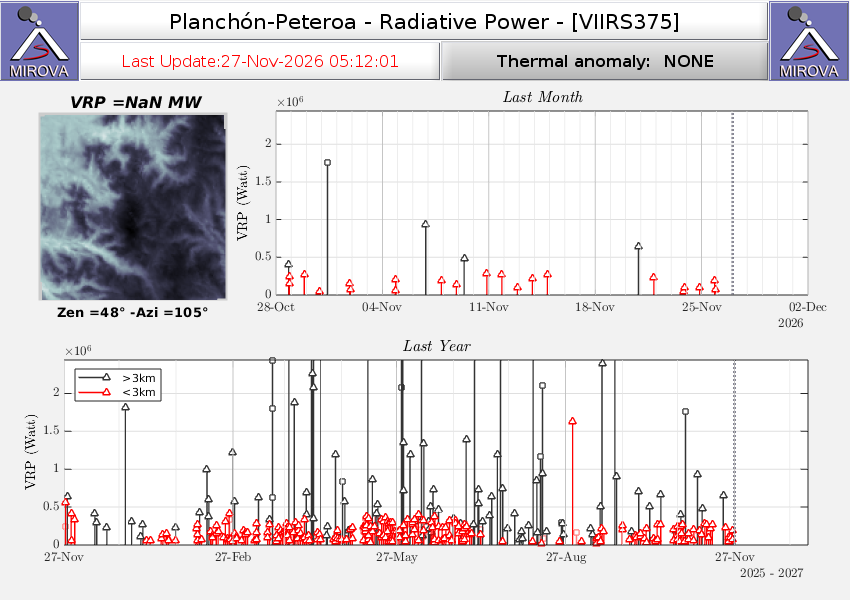 MIROVA
Planchón-Peteroa - Radiative Power - [VIIRS375]
MIROVA
Last Update:27-Nov-2026 05:12:01
Thermal anomaly: NONE
VRP =NaN MW
Zen =48° -Azi =105°
Last Month
×10⁶
VRP (Watt)
2
1.5
1
0.5
0
28-Oct
04-Nov
11-Nov
18-Nov
25-Nov
02-Dec
2026
Last Year
×10⁶
>3km
<3km
VRP (Watt)
2
1.5
1
0.5
0
27-Nov
27-Feb
27-May
27-Aug
27-Nov
2025 - 2027